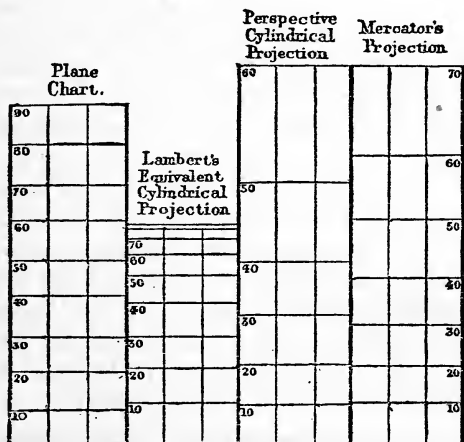 Plane
Chart.
90
80
70
60
50
40
30
20
10
Lambert's
Equivalent
Cylindrical
Projection
70
60
50
40
30
20
10
Perspective
Cylindrical
Projection
60
50
40
30
20
10
Mercator's
Projection
70
60
50
40
30
20
10